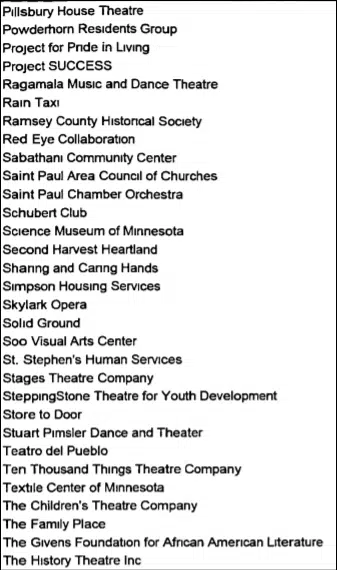 Pillsbury House Theatre
Powderhorn Residents Group
Project for Pride in Living
Project SUCCESS
Ragamala Music and Dance Theatre
Rain Taxi
Ramsey County Historical Society
Red Eye Collaboration
Sabathani Community Center
Saint Paul Area Council of Churches
Saint Paul Chamber Orchestra
Schubert Club
Science Museum of Minnesota
Second Harvest Heartland
Sharing and Caring Hands
Simpson Housing Services
Skylark Opera
Solid Ground
Soo Visual Arts Center
St. Stephen's Human Services
Stages Theatre Company
SteppingStone Theatre for Youth Development
Store to Door
Stuart Pimsler Dance and Theater
Teatro del Pueblo
Ten Thousand Things Theatre Company
Textile Center of Minnesota
The Children's Theatre Company
The Family Place
The Givens Foundation for African American Literature
The History Theatre Inc